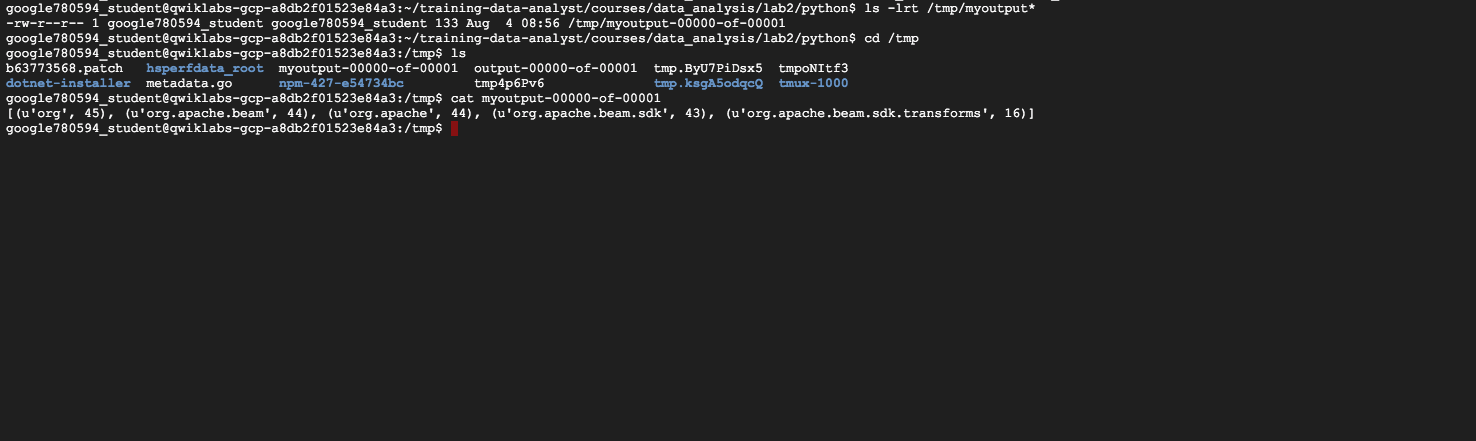 google780594_student@qwiklabs-gcp-a8db2f01523e84a3:~/training-data-analyst/courses/data_analysis/lab2/python$ ls -lrt /tmp/myoutput*
-rw-r--r-- 1 google780594_student google780594_student 133 Aug  4 08:56 /tmp/myoutput-00000-of-00001
google780594_student@qwiklabs-gcp-a8db2f01523e84a3:~/training-data-analyst/courses/data_analysis/lab2/python$ cd /tmp
google780594_student@qwiklabs-gcp-a8db2f01523e84a3:/tmp$ ls
b63773568.patch   hsperfdata_root  myoutput-00000-of-00001  output-00000-of-00001  tmp.ByU7PiDsx5  tmpoNItf3
dotnet-installer  metadata.go      npm-427-e54734bc         tmp4p6Pv6              tmp.ksgA5odqcQ  tmux-1000
google780594_student@qwiklabs-gcp-a8db2f01523e84a3:/tmp$ cat myoutput-00000-of-00001
[(u'org', 45), (u'org.apache.beam', 44), (u'org.apache', 44), (u'org.apache.beam.sdk', 43), (u'org.apache.beam.sdk.transforms', 16)]
google780594_student@qwiklabs-gcp-a8db2f01523e84a3:/tmp$